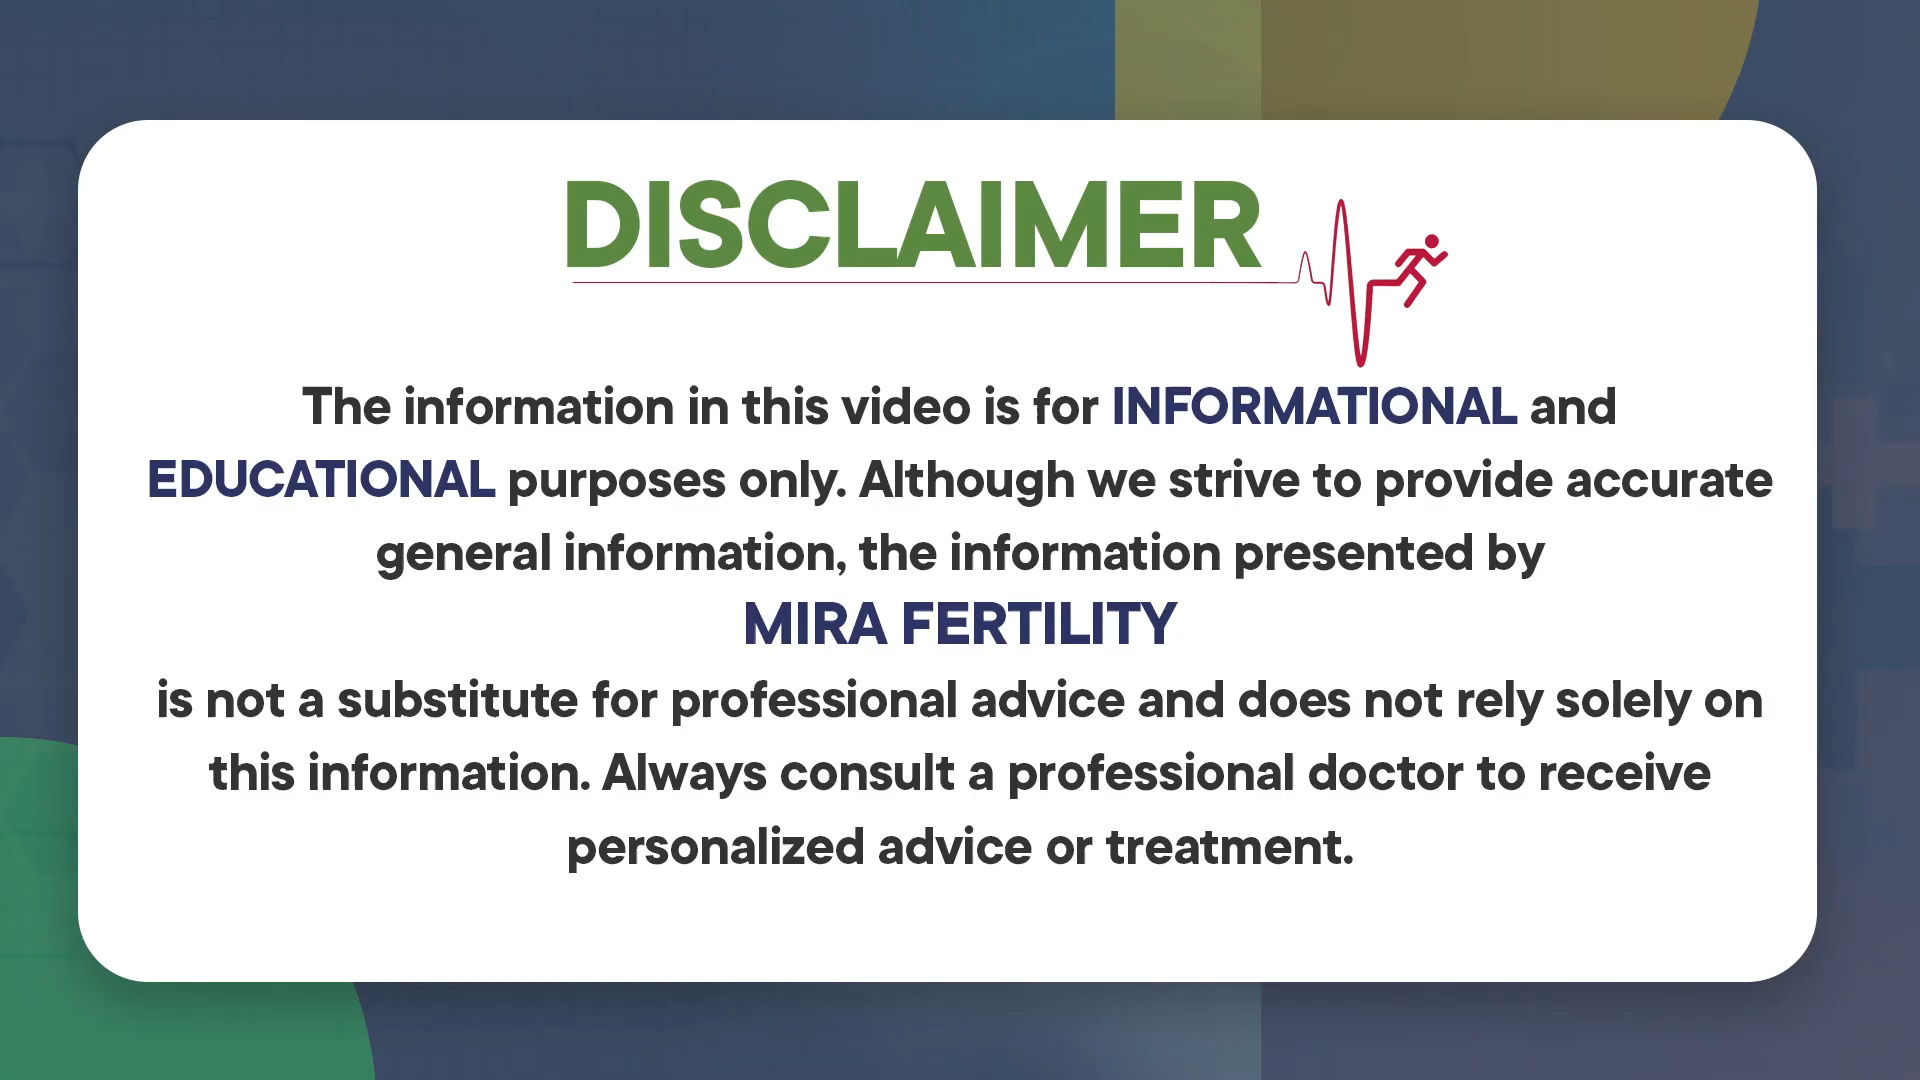 DISCLAIMER
The information in this video is for INFORMATIONAL and
EDUCATIONAL purposes only. Although we strive to provide accurate
general information, the information presented by
MIRA FERTILITY
is not a substitute for professional advice and does not rely solely on
this information. Always consult a professional doctor to receive
personalized advice or treatment.